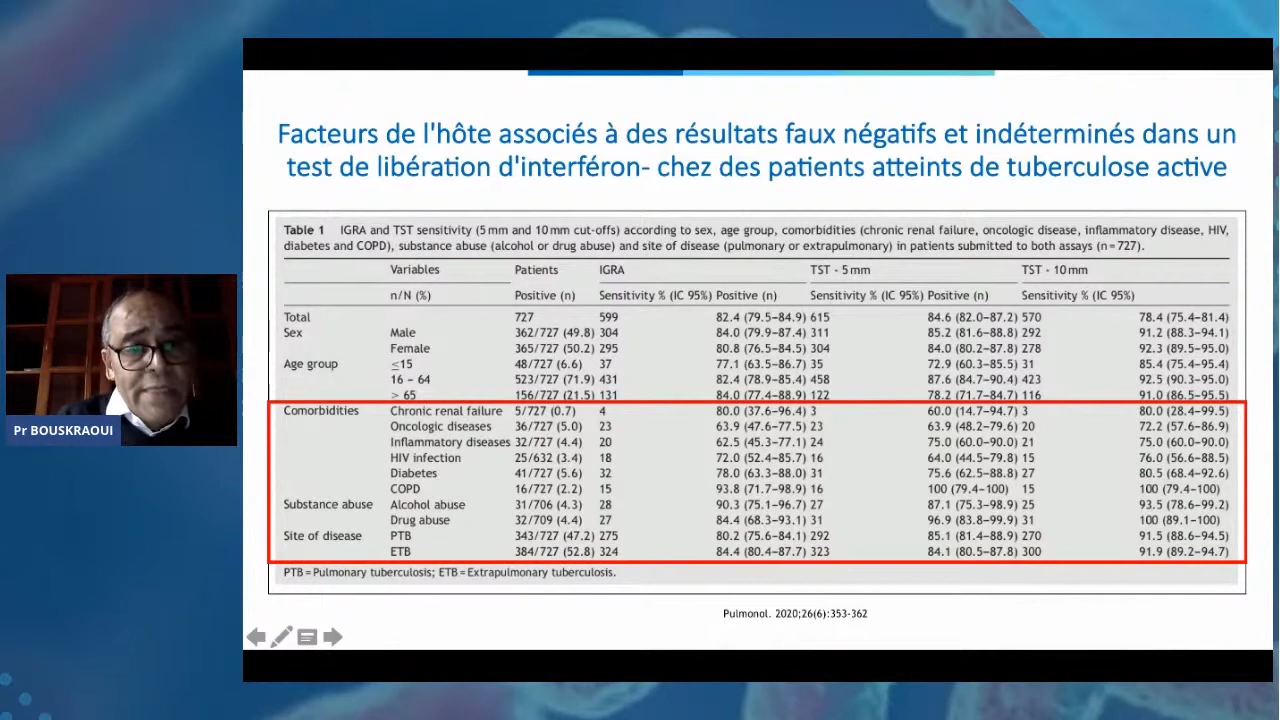 Facteurs de l'hôte associés à des résultats faux négatifs et indéterminés dans un
test de libération d'interféron- chez des patients atteints de tuberculose active
Table 1 IGRA and TST sensitivity (5 mm and 10 mm cut-offs) according to sex, age group, comorbidities (chronic renal failure, oncologic disease, inflammatory disease, HIV,
diabetes and COPD), substance abuse (alcohol or drug abuse) and site of disease (pulmonary or extrapulmonary) in patients submitted to both assays (n = 727).
Variables Patients IGRA TST - 5 mm TST - 10 mm
n/N (%) Positive (n) Sensitivity % (IC 95%) Positive (n) Sensitivity % (IC 95%) Positive (n) Sensitivity % (IC 95%)
Total 727 599 82.4 (79.5–84.9) 615 84.6 (82.0–87.2) 570 78.4 (75.4–81.4)
Sex Male 362/727 (49.8) 304 84.0 (79.9–87.4) 311 85.2 (81.6–88.8) 292 91.2 (88.3–94.1)
Female 365/727 (50.2) 295 80.8 (76.5–84.5) 304 84.0 (80.2–87.8) 278 92.3 (89.5–95.0)
Age group ≤15 48/727 (6.6) 37 77.1 (63.5–86.7) 35 72.9 (60.3–85.5) 31 85.4 (75.4–95.4)
16 – 64 523/727 (71.9) 431 82.4 (78.9–85.4) 458 87.6 (84.7–90.4) 423 92.5 (90.3–95.0)
> 65 156/727 (21.5) 131 84.0 (77.4–88.9) 122 78.2 (71.7–84.7) 116 91.0 (86.5–95.5)
Comorbidities Chronic renal failure 5/727 (0.7) 4 80.0 (37.6–96.4) 3 60.0 (14.7–94.7) 3 80.0 (28.4–99.5)
Oncologic diseases 36/727 (5.0) 23 63.9 (47.6–77.5) 23 63.9 (48.2–79.6) 20 72.2 (57.6–86.9)
Inflammatory diseases 32/727 (4.4) 20 62.5 (45.3–77.1) 24 75.0 (60.0–90.0) 21 75.0 (60.0–90.0)
HIV infection 25/632 (3.4) 18 72.0 (52.4–85.7) 16 64.0 (44.5–79.8) 15 76.0 (56.6–88.5)
Diabetes 41/727 (5.6) 32 78.0 (63.3–88.0) 31 75.6 (62.5–88.8) 27 80.5 (68.4–92.6)
COPD 16/727 (2.2) 15 93.8 (71.7–98.9) 16 100 (79.4–100) 15 100 (79.4–100)
Substance abuse Alcohol abuse 31/706 (4.3) 28 90.3 (75.1–96.7) 27 87.1 (75.3–98.9) 25 93.5 (78.6–99.2)
Drug abuse 32/709 (4.4) 27 84.4 (68.3–93.1) 31 96.9 (83.8–99.9) 31 100 (89.1–100)
Site of disease PTB 343/727 (47.2) 275 80.2 (75.6–84.1) 292 85.1 (81.4–88.9) 270 91.5 (88.6–94.5)
ETB 384/727 (52.8) 324 84.4 (80.4–87.7) 323 84.1 (80.5–87.8) 300 91.9 (89.2–94.7)
PTB = Pulmonary tuberculosis; ETB = Extrapulmonary tuberculosis.
Pulmonol. 2020;26(6):353-362
Pr BOUSKRAOUI